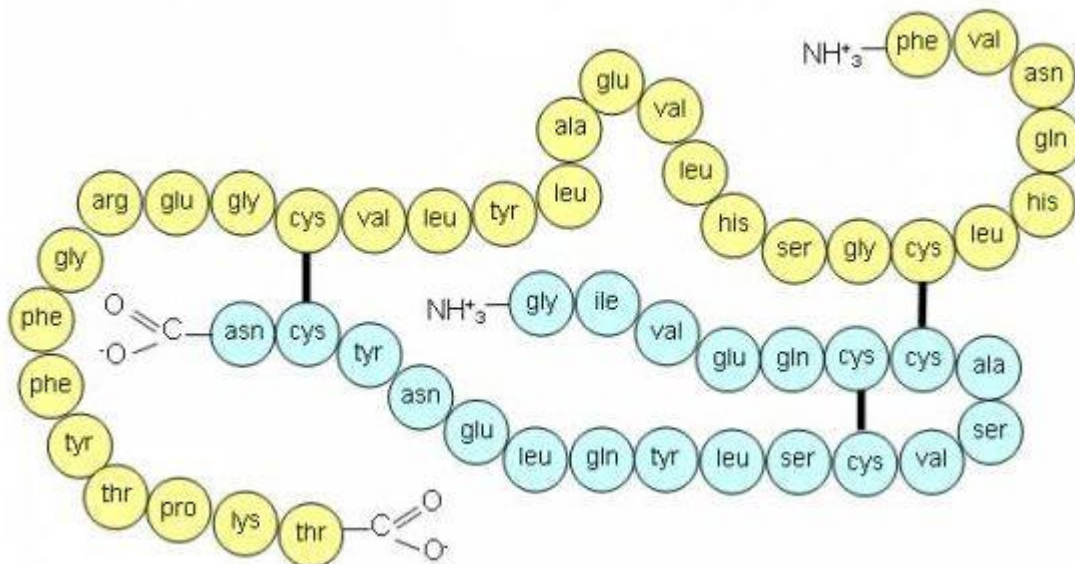 NH⁺₃ phe val asn gln his leu cys gly ser his leu val glu ala leu tyr leu val cys gly glu arg gly phe phe tyr thr pro lys thr C O O⁻
NH⁺₃ gly ile val glu gln cys cys ala ser val cys ser leu tyr gln leu glu asn tyr cys asn C O ⁻O